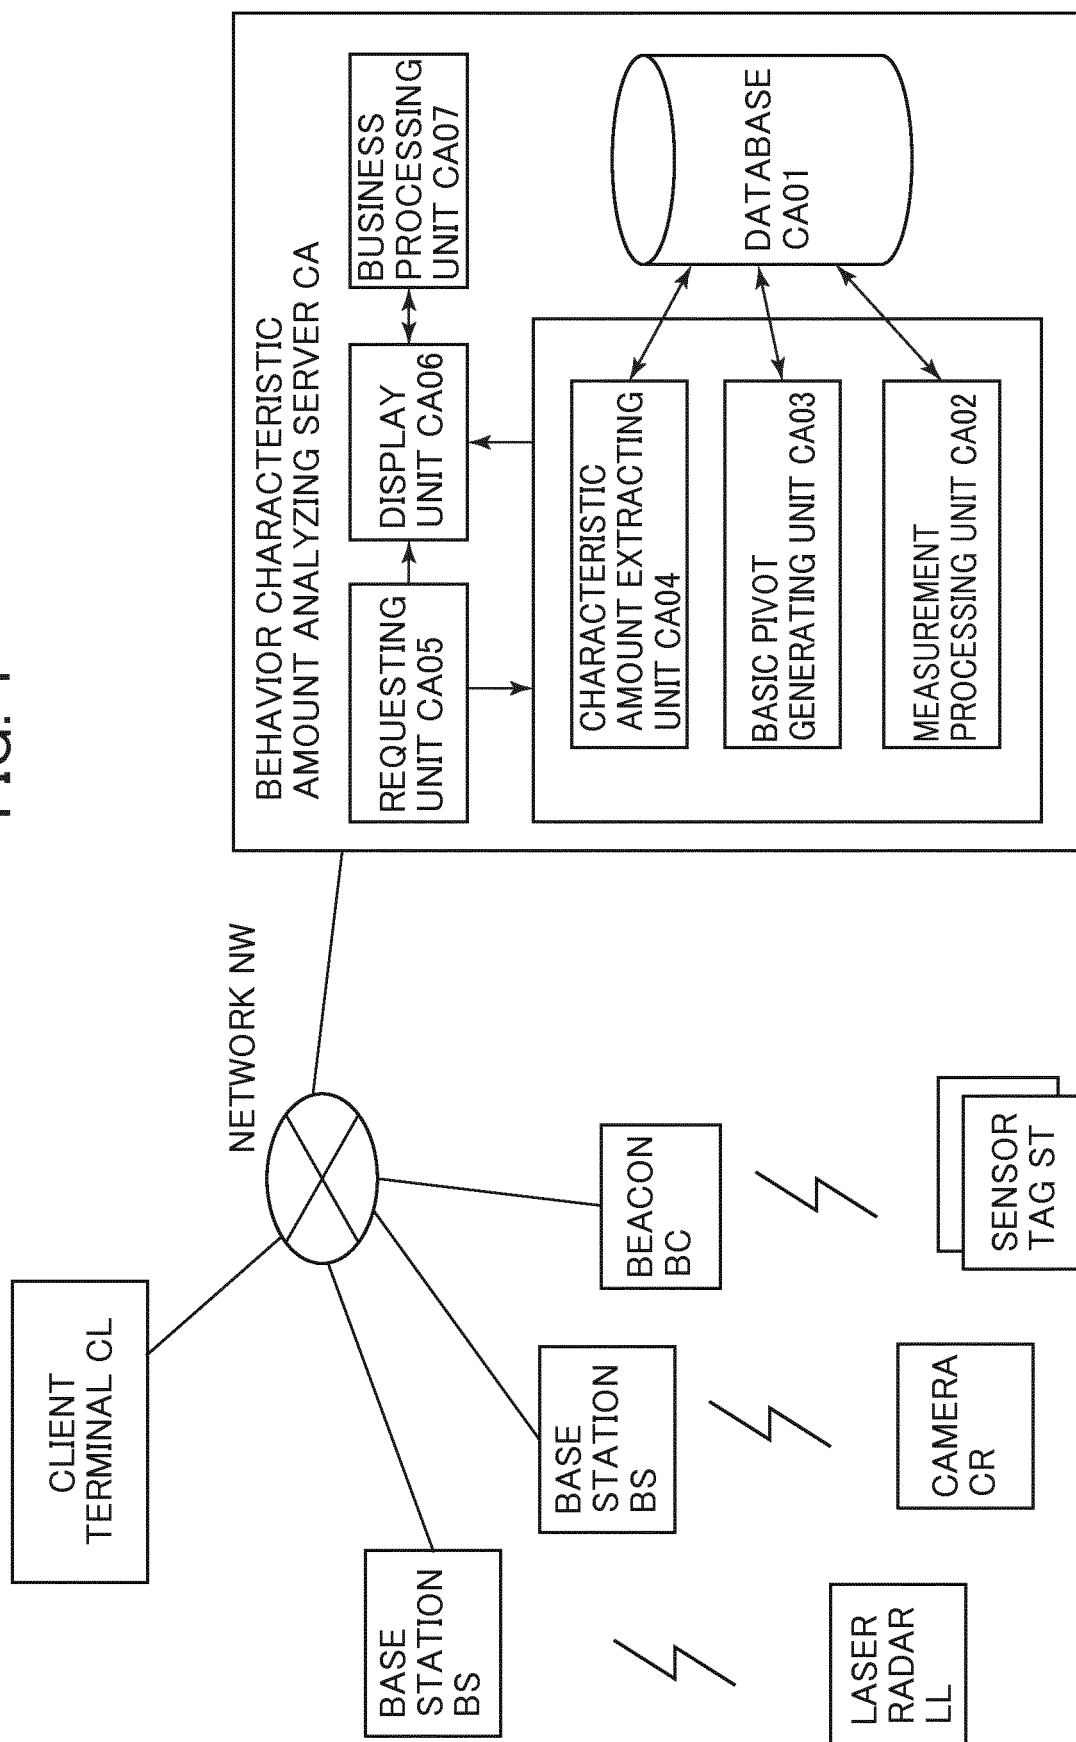 FIG. 1
CLIENT
TERMINAL CL
NETWORK NW
BASE
STATION
BS
BASE
STATION
BS
BEACON
BC
LASER
RADAR
LL
CAMERA
CR
SENSOR
TAG ST
BEHAVIOR CHARACTERISTIC
AMOUNT ANALYZING SERVER CA
REQUESTING
UNIT CA05
DISPLAY
UNIT CA06
BUSINESS
PROCESSING
UNIT CA07
CHARACTERISTIC
AMOUNT EXTRACTING
UNIT CA04
BASIC PIVOT
GENERATING UNIT CA03
MEASUREMENT
PROCESSING UNIT CA02
DATABASE
CA01